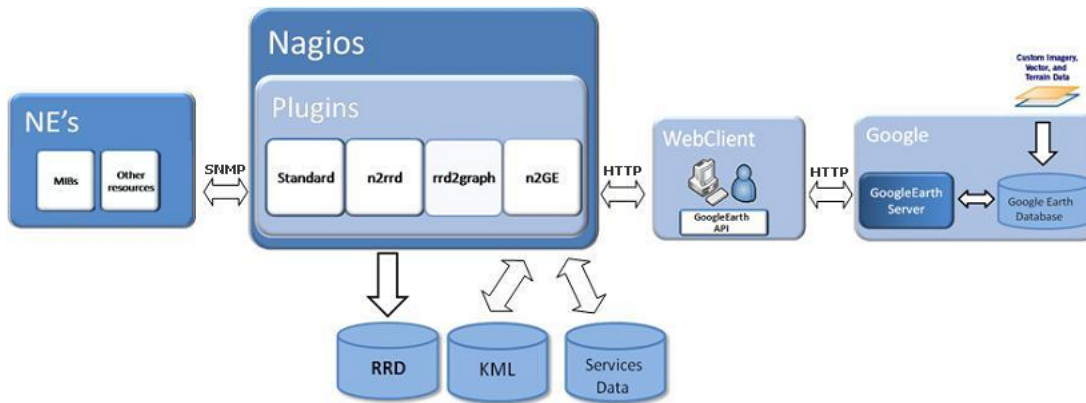 NE's
MIBs
Other
resources
SNMP
Nagios
Plugins
Standard
n2rrd
rrd2graph
n2GE
RRD
KML
Services
Data
HTTP
WebClient
GoogleEarth
API
HTTP
Custom Imagery,
Vector, and
Terrain Data
Google
GoogleEarth
Server
Google Earth
Database